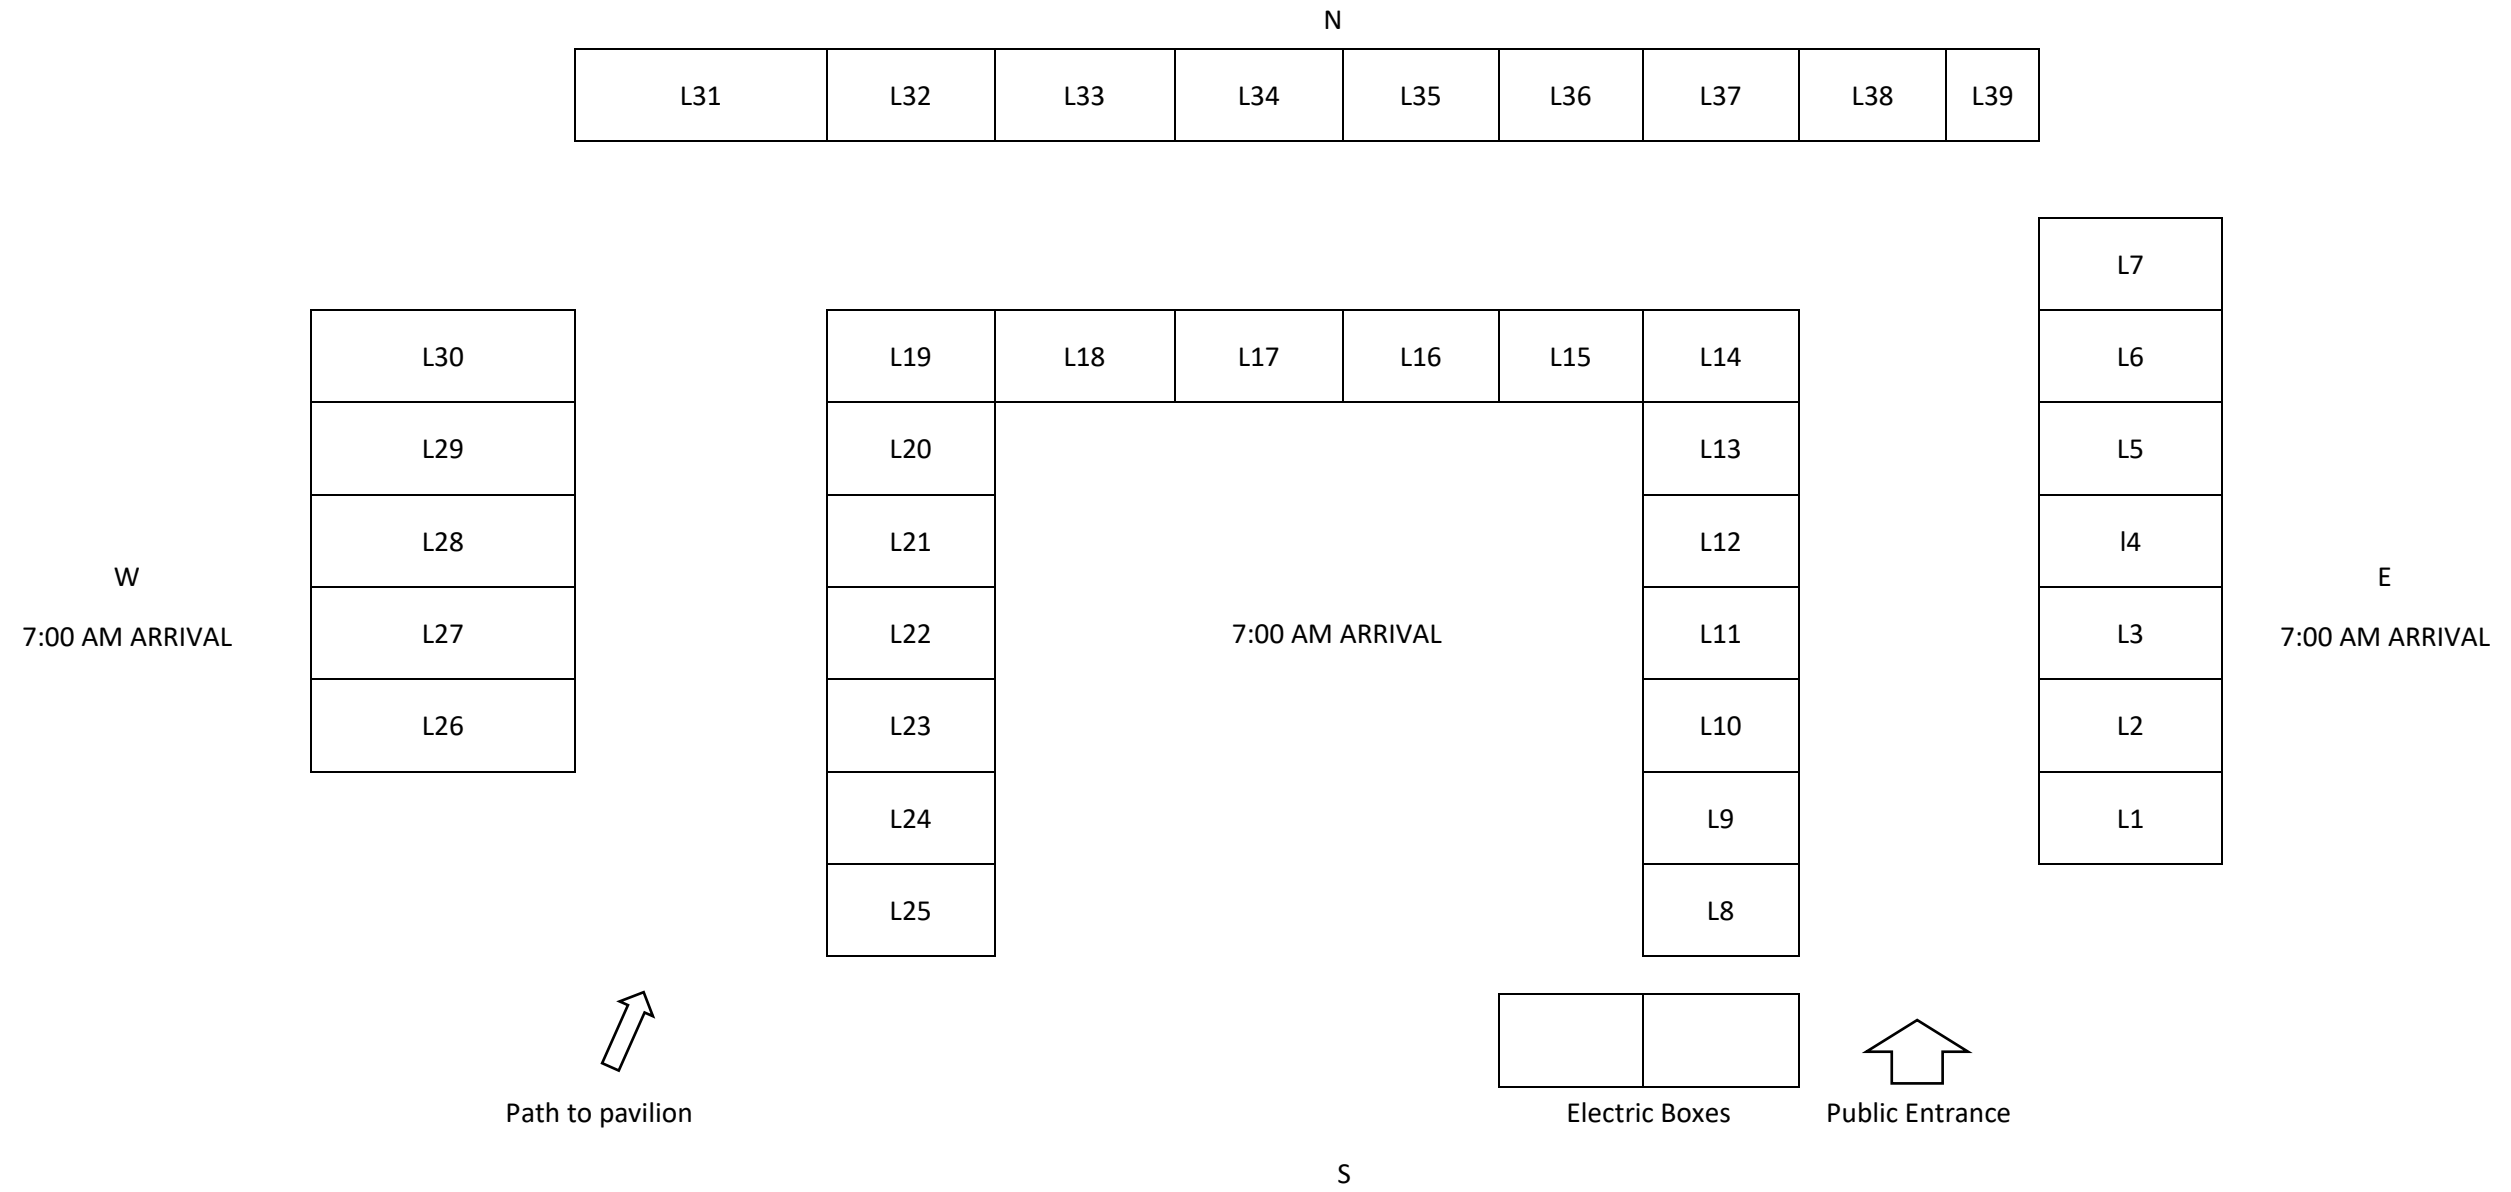 N
L31 L32 L33 L34 L35 L36 L37 L38 L39
L7
L30 L19 L18 L17 L16 L15 L14 L6
L29 L20 L13 L5
L28 L21 L12 l4
W E
7:00 AM ARRIVAL L27 L22 7:00 AM ARRIVAL L11 L3 7:00 AM ARRIVAL
L26 L23 L10 L2
L24 L9 L1
L25 L8
Path to pavilion Electric Boxes Public Entrance
S